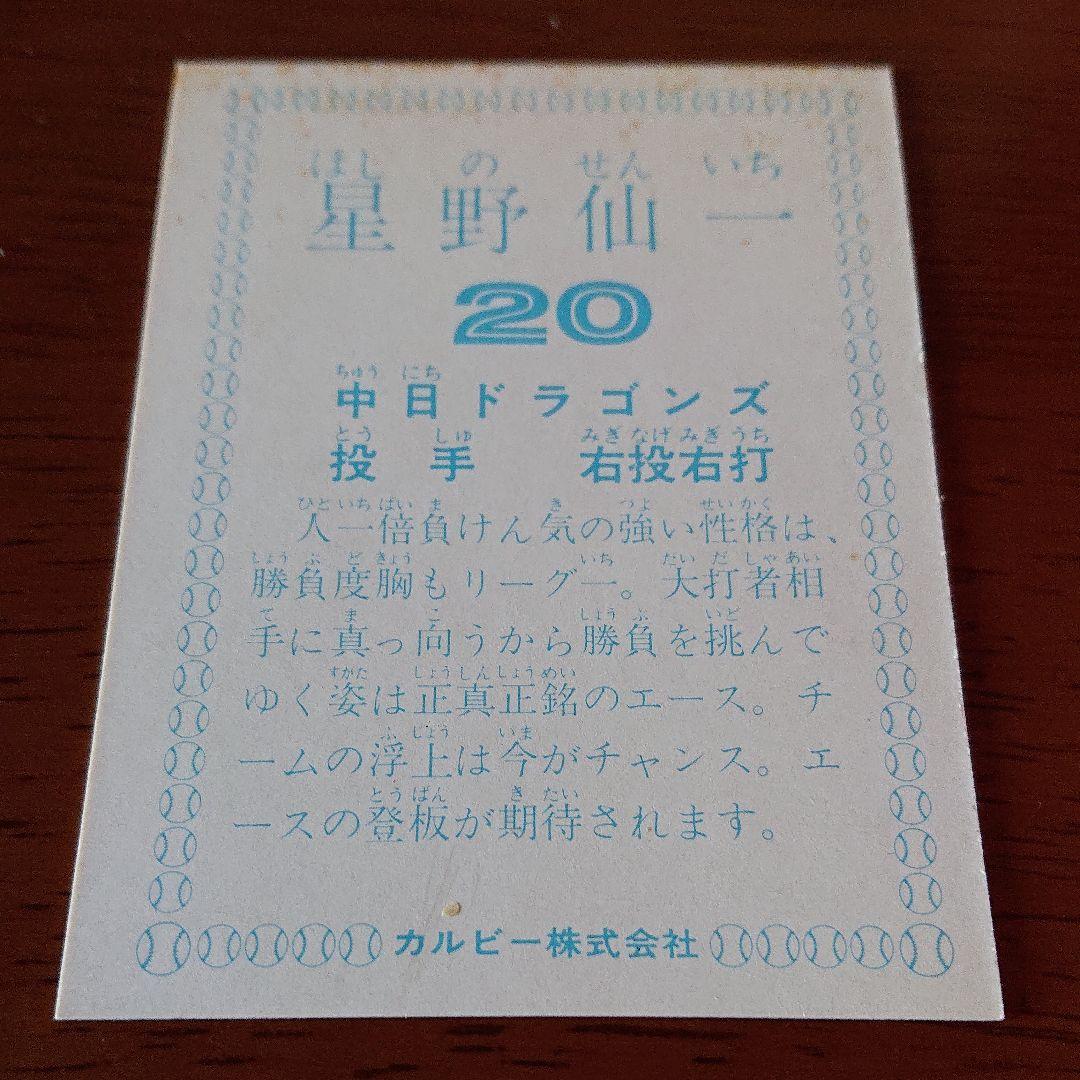 ほしのせんいち
星野仙一
20
ちゅうにち
中日ドラゴンズ
とうしゅ みぎなげみぎうち
投手 右投右打
ひといちばいま き つよ せいかく
人一倍負けん気の強い性格は、
しょうぶどきょう いち だいだしゃあい
勝負度胸もリーグ一。大打者相
て ま こ しょうぶ いど
手に真っ向うから勝負を挑んで
すがた しょうしんしょうめい
ゆく姿は正真正銘のエース。チ
ふじょう いま
ームの浮上は今がチャンス。エ
とうばん きたい
ースの登板が期待されます。
カルビー株式会社